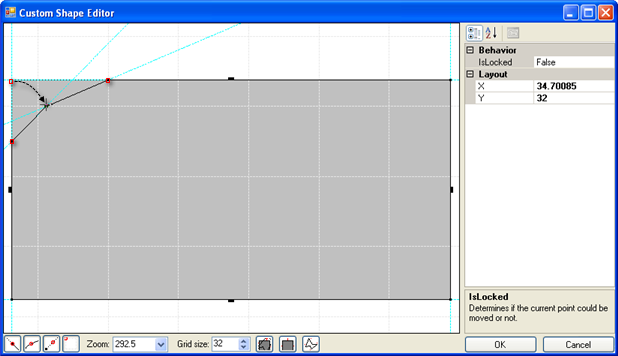 Custom Shape Editor
Behavior
IsLocked False
Layout
X 34.70085
Y 32
IsLocked
Determines if the current point could be
moved or not.
Zoom: 292.5 Grid size: 32 OK Cancel